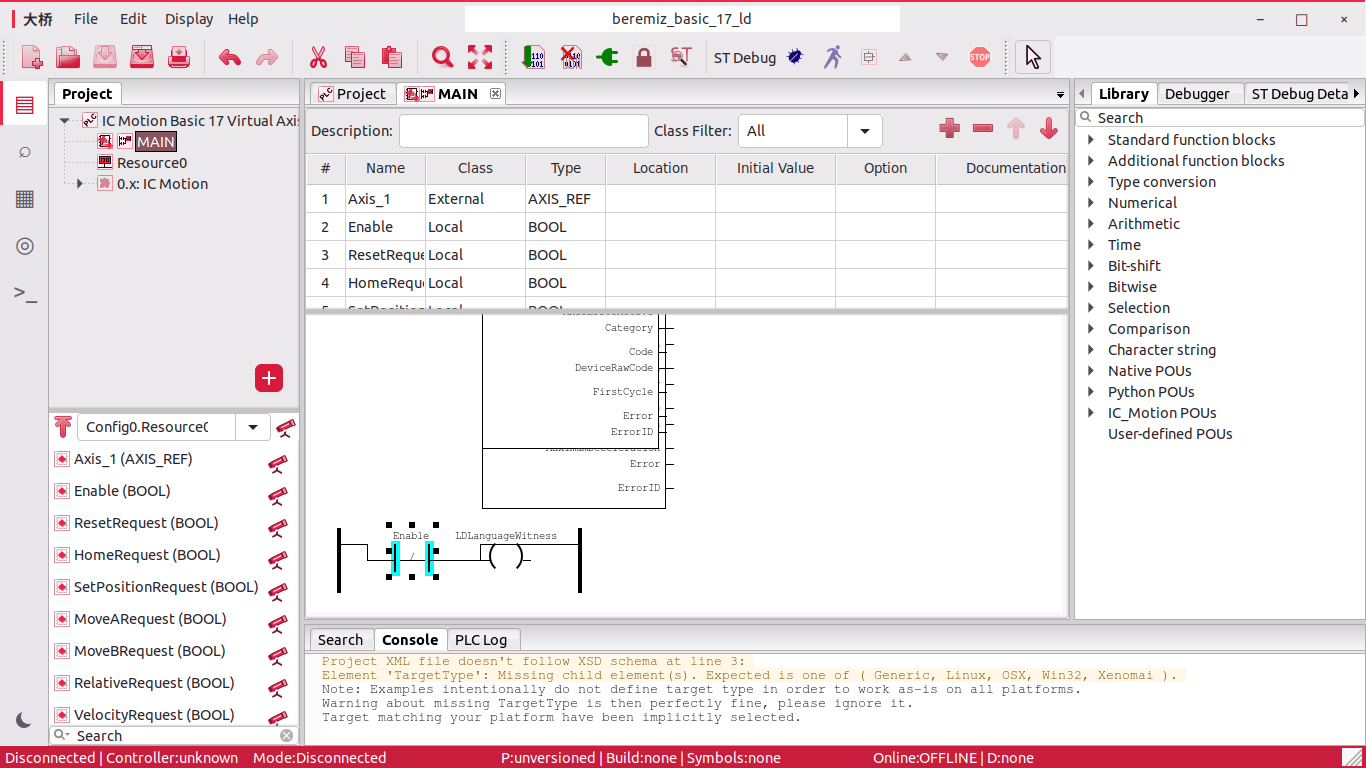 大桥 File Edit Display Help beremiz_basic_17_ld
ST ST Debug STOP
Project
IC Motion Basic 17 Virtual Axis
MAIN
Resource0
0.x: IC Motion
Config0.Resource0
Axis_1 (AXIS_REF)
Enable (BOOL)
ResetRequest (BOOL)
HomeRequest (BOOL)
SetPositionRequest (BOOL)
MoveARequest (BOOL)
MoveBRequest (BOOL)
RelativeRequest (BOOL)
VelocityRequest (BOOL)
Search
Project MAIN
Description: Class Filter: All
# Name Class Type Location Initial Value Option Documentation
1 Axis_1 External AXIS_REF
2 Enable Local BOOL
3 ResetReque Local BOOL
4 HomeReque Local BOOL
Category
Code
DeviceRawCode
FirstCycle
Error
ErrorID
Error
ErrorID
Enable LDLanguageWitness
/
Library Debugger ST Debug Deta
Search
Standard function blocks
Additional function blocks
Type conversion
Numerical
Arithmetic
Time
Bit-shift
Bitwise
Selection
Comparison
Character string
Native POUs
Python POUs
IC_Motion POUs
User-defined POUs
Search Console PLC Log
Project XML file doesn't follow XSD schema at line 3:
Element 'TargetType': Missing child element(s). Expected is one of ( Generic, Linux, OSX, Win32, Xenomai ).
Note: Examples intentionally do not define target type in order to work as-is on all platforms.
Warning about missing TargetType is then perfectly fine, please ignore it.
Target matching your platform have been implicitly selected.
Disconnected | Controller:unknown Mode:Disconnected P:unversioned | Build:none | Symbols:none Online:OFFLINE | D:none